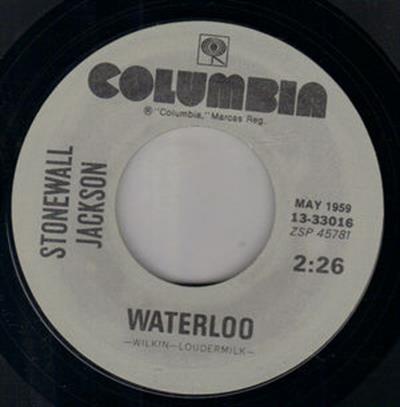 COLUMBIA
® "Columbia," Marcas Reg.
STONEWALL
JACKSON
MAY 1959
13-33016
ZSP 45781
2:26
WATERLOO
—WILKIN—LOUDERMILK—